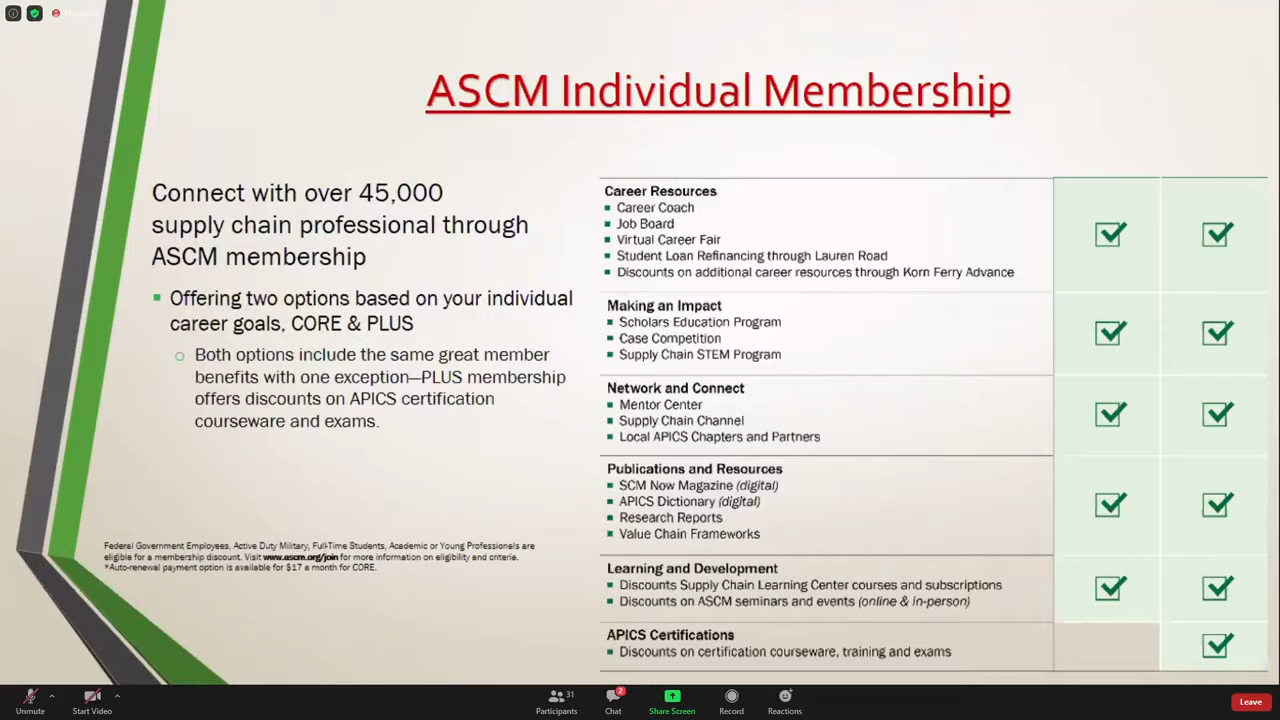 ASCM Individual Membership
Connect with over 45,000
supply chain professional through
ASCM membership
Offering two options based on your individual
career goals, CORE & PLUS
Both options include the same great member
benefits with one exception—PLUS membership
offers discounts on APICS certification
courseware and exams.
Federal Government Employees, Active Duty Military, Full-Time Students, Academic or Young Professionals are
eligible for a membership discount. Visit www.ascm.org/join for more information on eligibility and criteria.
*Auto-renewal payment option is available for $17 a month for CORE.
Career Resources
Career Coach
Job Board
Virtual Career Fair
Student Loan Refinancing through Lauren Road
Discounts on additional career resources through Korn Ferry Advance
Making an Impact
Scholars Education Program
Case Competition
Supply Chain STEM Program
Network and Connect
Mentor Center
Supply Chain Channel
Local APICS Chapters and Partners
Publications and Resources
SCM Now Magazine (digital)
APICS Dictionary (digital)
Research Reports
Value Chain Frameworks
Learning and Development
Discounts Supply Chain Learning Center courses and subscriptions
Discounts on ASCM seminars and events (online & in-person)
APICS Certifications
Discounts on certification courseware, training and exams
Unmute
Start Video
31
Participants
2
Chat
Share Screen
Record
Reactions
Leave